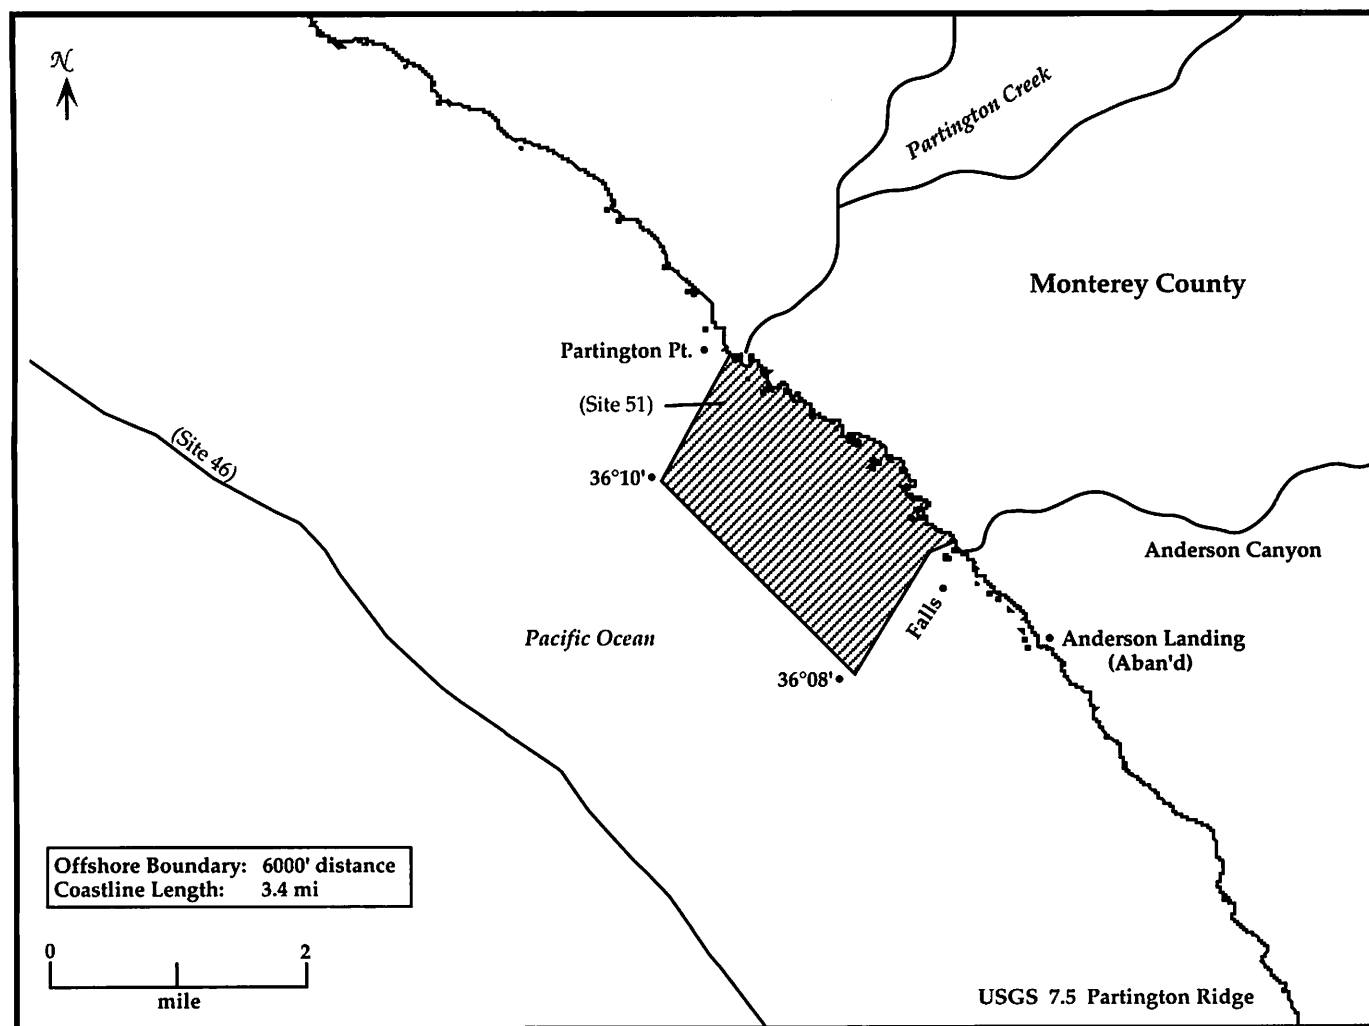 N
Partington Creek
Monterey County
Partington Pt.
(Site 51)
(Site 46)
36°10'
Anderson Canyon
Falls
Pacific Ocean
Anderson Landing
(Aban'd)
36°08'
Offshore Boundary: 6000' distance
Coastline Length: 3.4 mi
0 2
mile
USGS 7.5 Partington Ridge